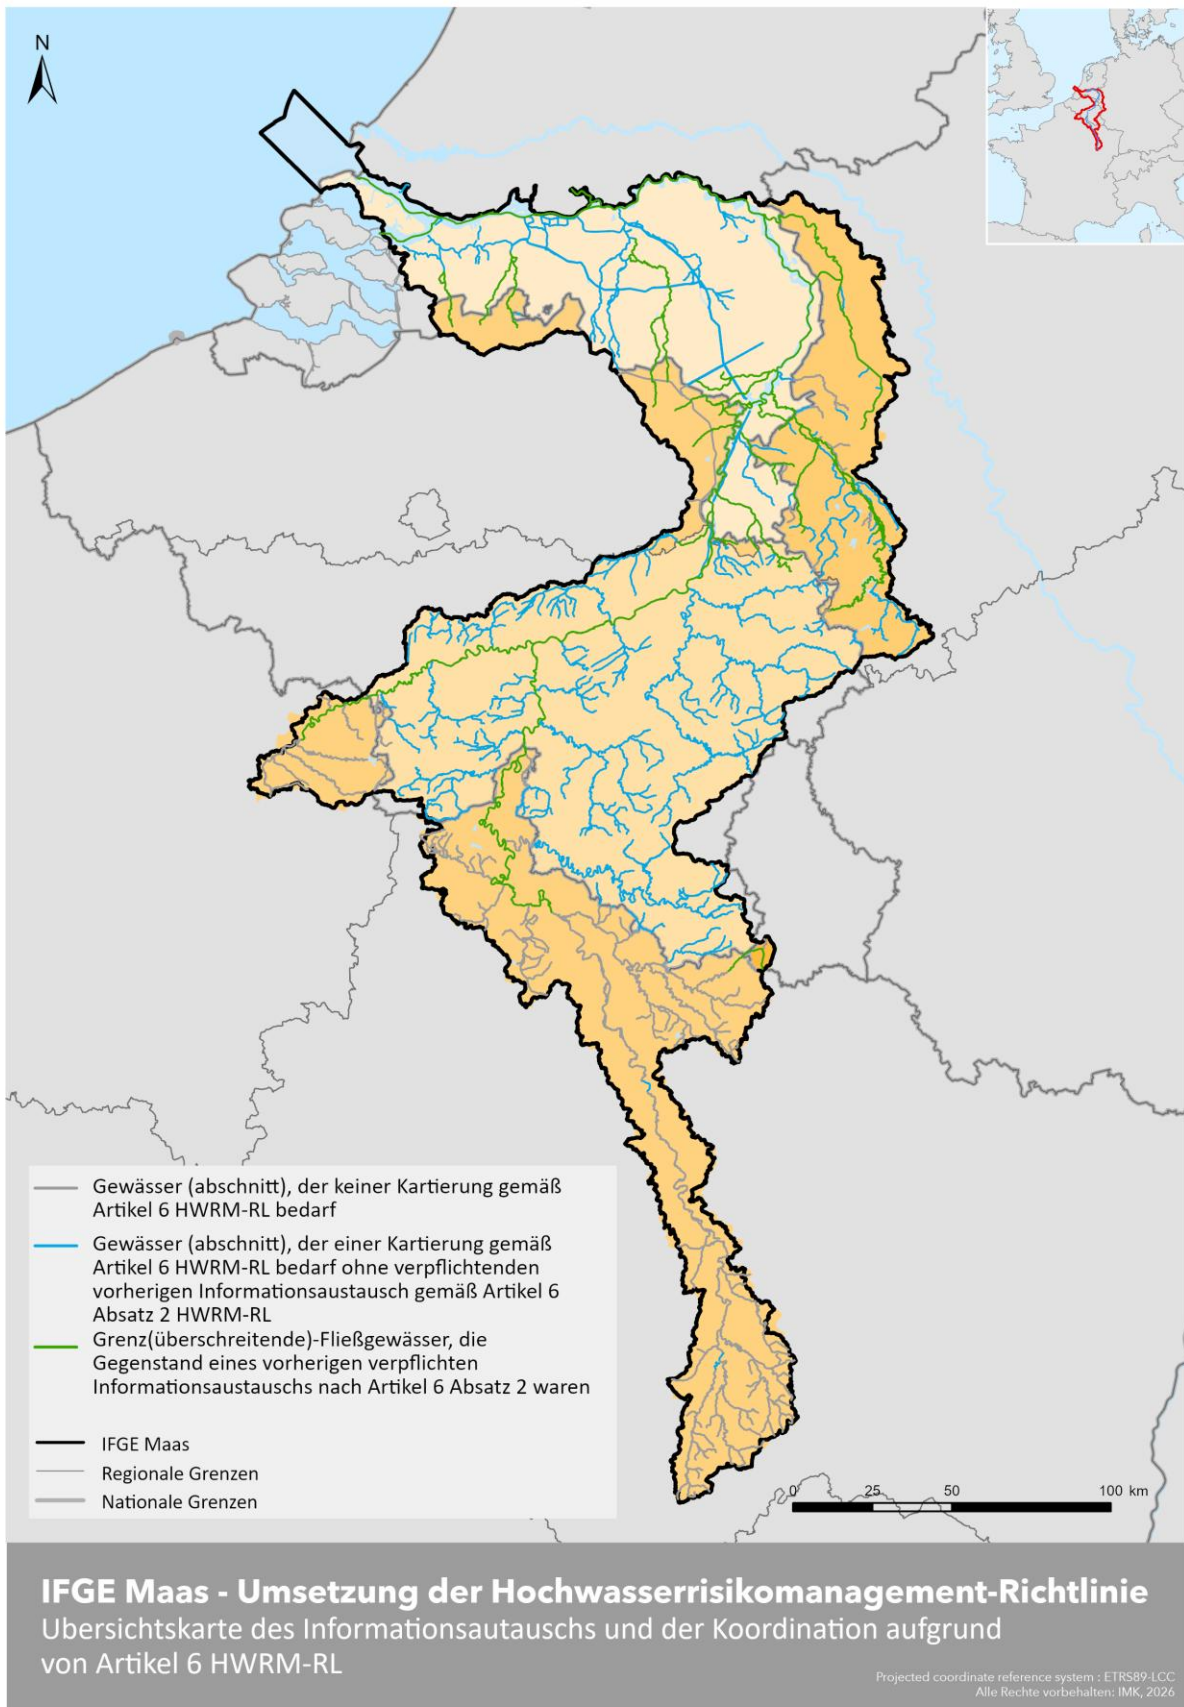 N
Gewässer (abschnitt), der keiner Kartierung gemäß
Artikel 6 HWRM-RL bedarf
Gewässer (abschnitt), der einer Kartierung gemäß
Artikel 6 HWRM-RL bedarf ohne verpflichtenden
vorherigen Informationsaustausch gemäß Artikel 6
Absatz 2 HWRM-RL
Grenz(überschreitende)-Fließgewässer, die
Gegenstand eines vorherigen verpflichten
Informationsaustauschs nach Artikel 6 Absatz 2 waren
IFGE Maas
Regionale Grenzen
Nationale Grenzen
0 25 50 100 km
IFGE Maas - Umsetzung der Hochwasserrisikomanagement-Richtlinie
Ubersichtskarte des Informationsautauschs und der Koordination aufgrund
von Artikel 6 HWRM-RL
Projected coordinate reference system : ETRS89-LCC
Alle Rechte vorbehalten: IMK, 2026